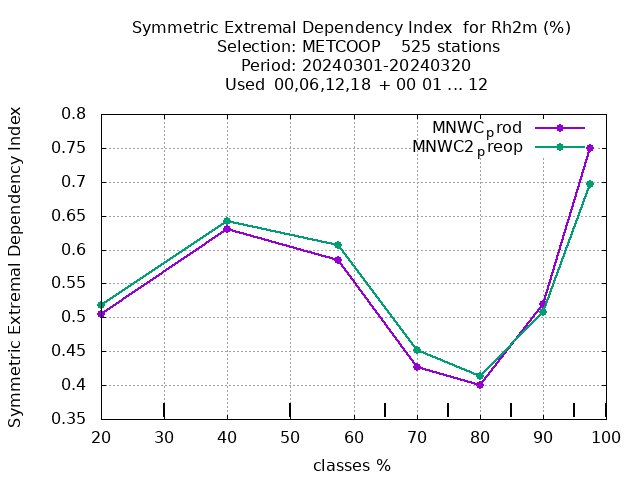 Symmetric Extremal Dependency Index for Rh2m (%)
Selection: METCOOP 525 stations
Period: 20240301-20240320
Used 00,06,12,18 + 00 01 ... 12
Symmetric Extremal Dependency Index
0.8
0.75
0.7
0.65
0.6
0.55
0.5
0.45
0.4
0.35
MNWCprod
MNWC2preop
20 30 40 50 60 70 80 90 100
classes %